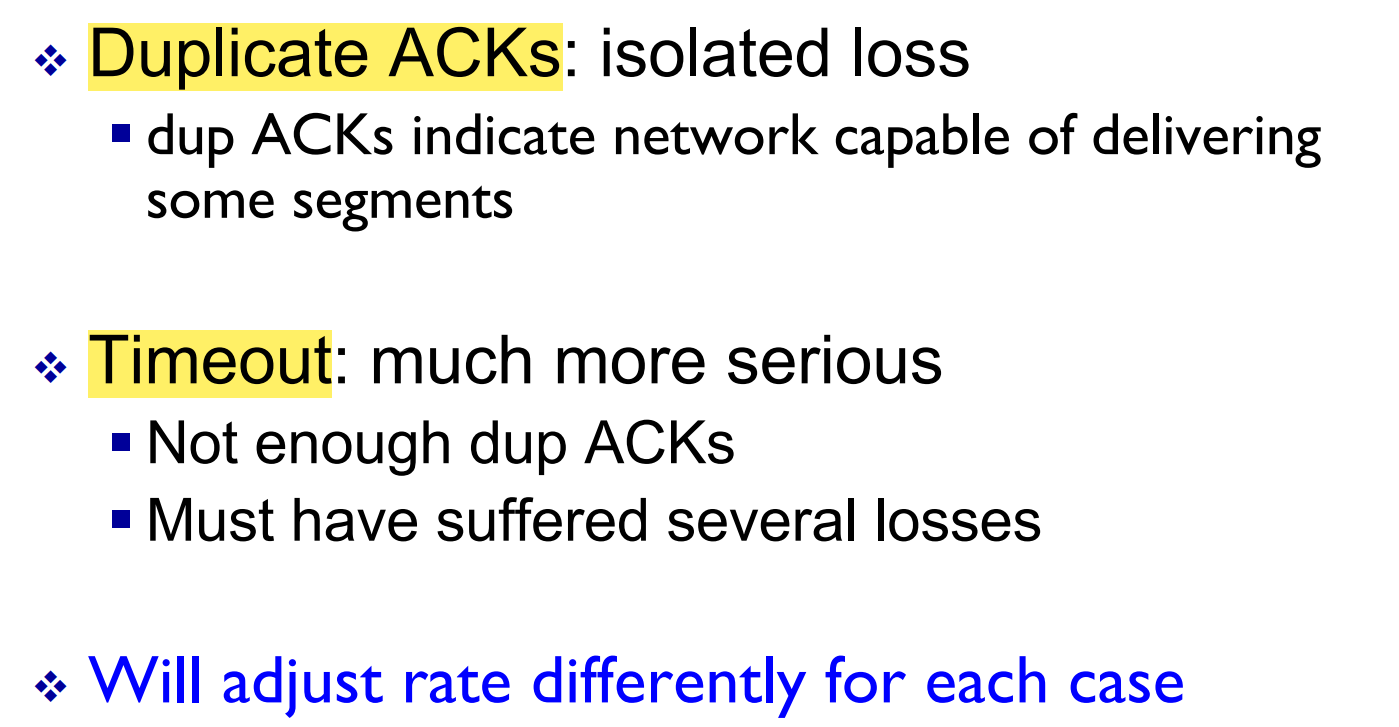 Duplicate ACKs: isolated loss
dup ACKs indicate network capable of delivering
some segments
Timeout: much more serious
Not enough dup ACKs
Must have suffered several losses
Will adjust rate differently for each case